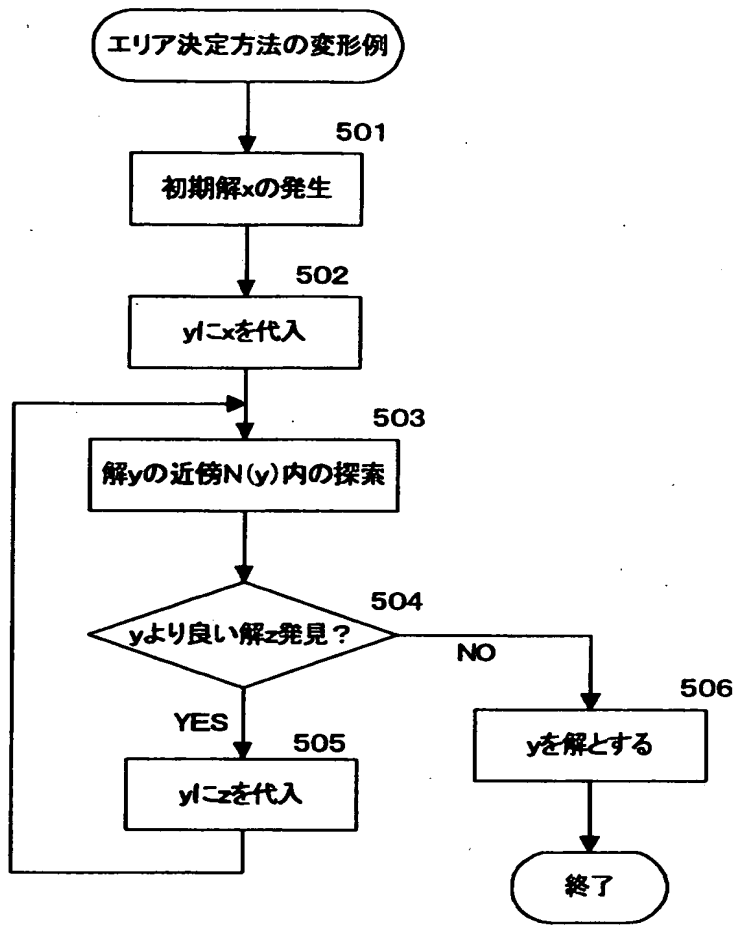 エリア決定方法の変形例
501
初期解xの発生
502
yにxを代入
503
解yの近傍N(y)内の探索
504
yより良い解z発見？
NO
YES
505
yにzを代入
506
yを解とする
終了